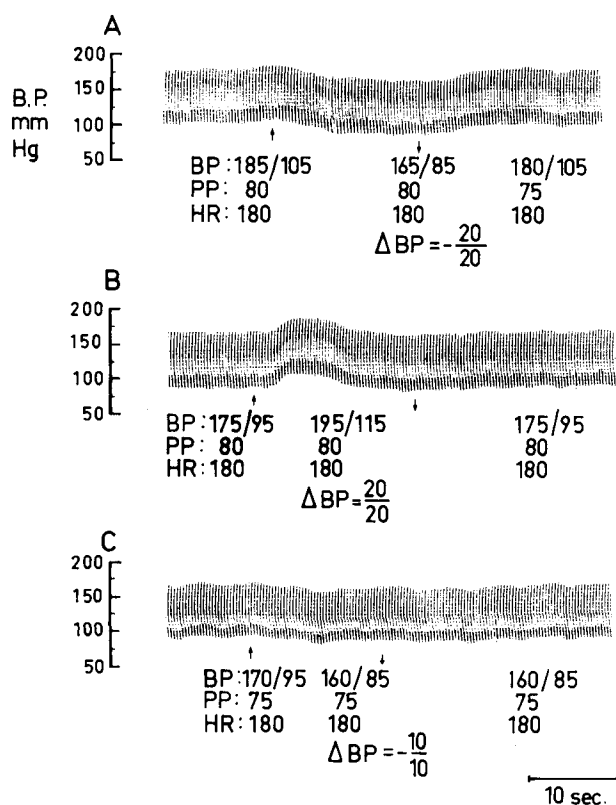 A
B.P.
mm
Hg
200
150
100
50
BP: 185/105 165/85 180/105
PP: 80 80 75
HR: 180 180 180
Δ BP = - 20/20
B
200
150
100
50
BP: 175/95 195/115 175/95
PP: 80 80 80
HR: 180 180 180
Δ BP = 20/20
C
200
150
100
50
BP: 170/95 160/85 160/85
PP: 75 75 75
HR: 180 180 180
Δ BP = - 10/10
10 sec.